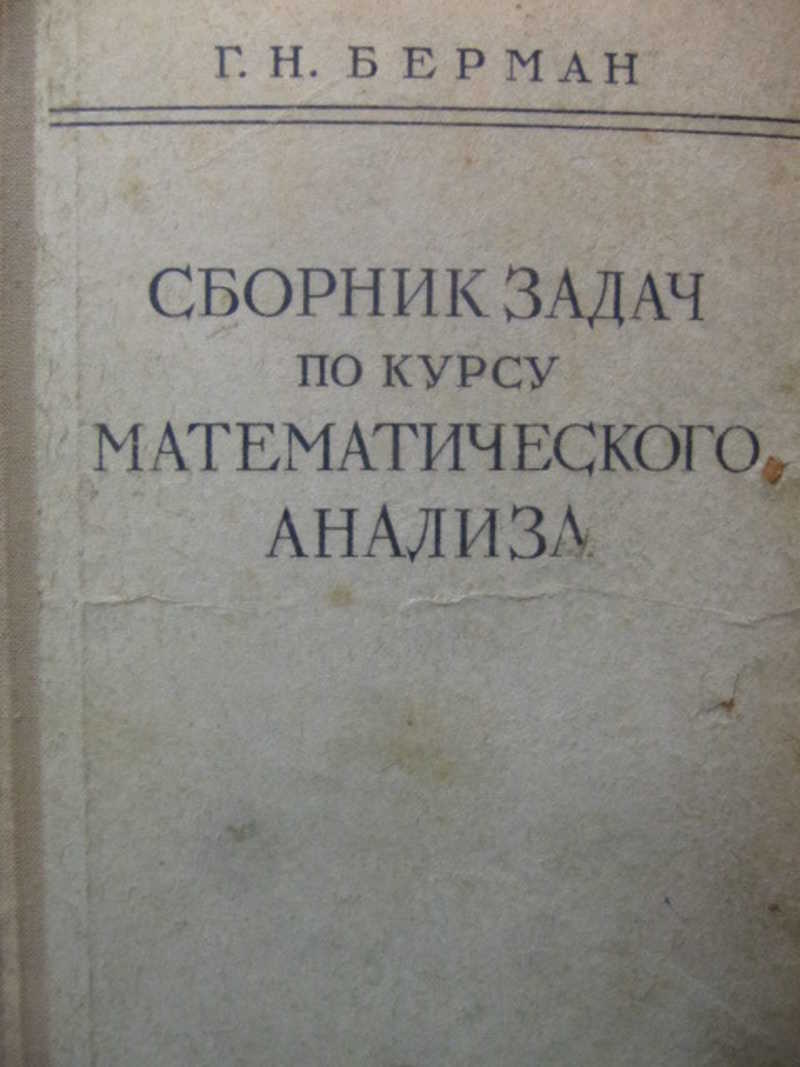 Г. Н. БЕРМАН
СБОРНИК ЗАДАЧ
ПО КУРСУ
МАТЕМАТИЧЕСКОГО
АНАЛИЗА